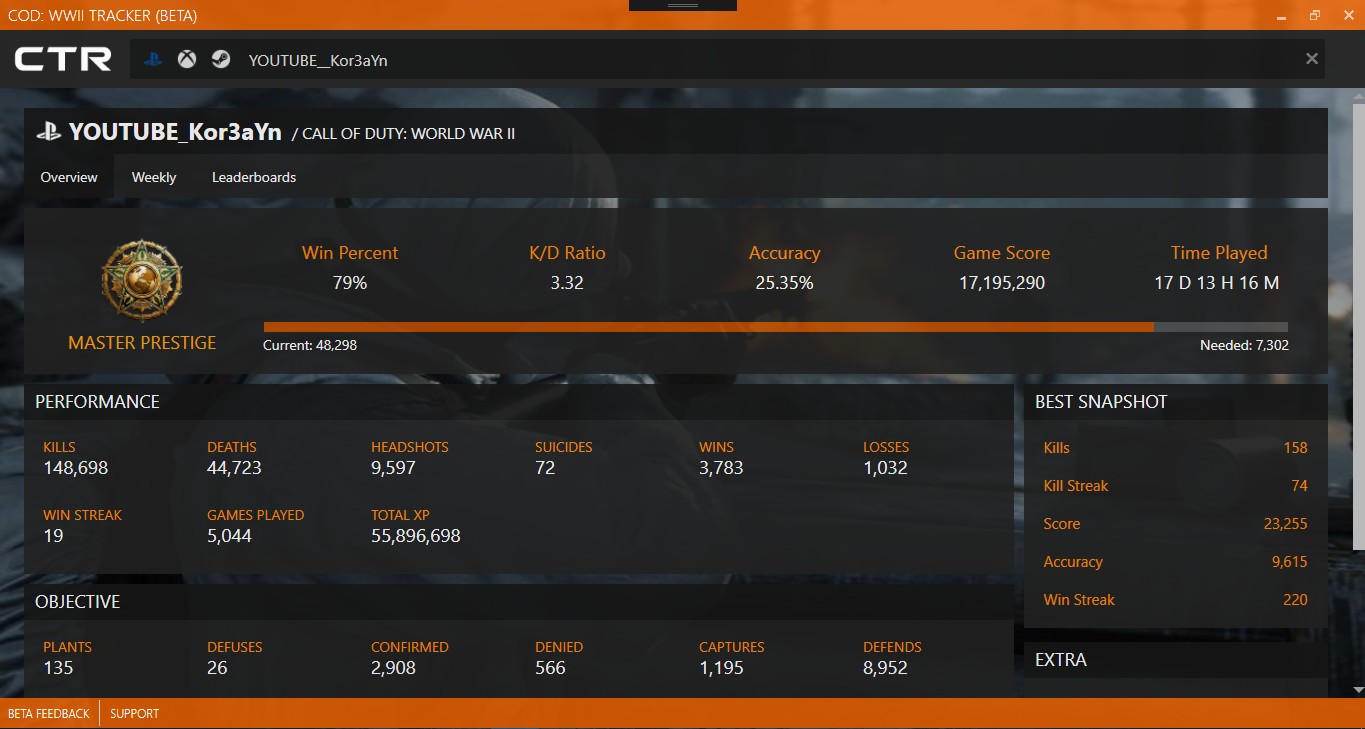 COD: WWII TRACKER (BETA)
CTR YOUTUBE__Kor3aYn
YOUTUBE_Kor3aYn / CALL OF DUTY: WORLD WAR II
Overview Weekly Leaderboards
Win Percent K/D Ratio Accuracy Game Score Time Played
79% 3.32 25.35% 17,195,290 17 D 13 H 16 M
MASTER PRESTIGE
Current: 48,298 Needed: 7,302
PERFORMANCE
KILLS DEATHS HEADSHOTS SUICIDES WINS LOSSES
148,698 44,723 9,597 72 3,783 1,032
WIN STREAK GAMES PLAYED TOTAL XP
19 5,044 55,896,698
BEST SNAPSHOT
Kills 158
Kill Streak 74
Score 23,255
Accuracy 9,615
Win Streak 220
OBJECTIVE
PLANTS DEFUSES CONFIRMED DENIED CAPTURES DEFENDS
135 26 2,908 566 1,195 8,952
EXTRA
BETA FEEDBACK SUPPORT